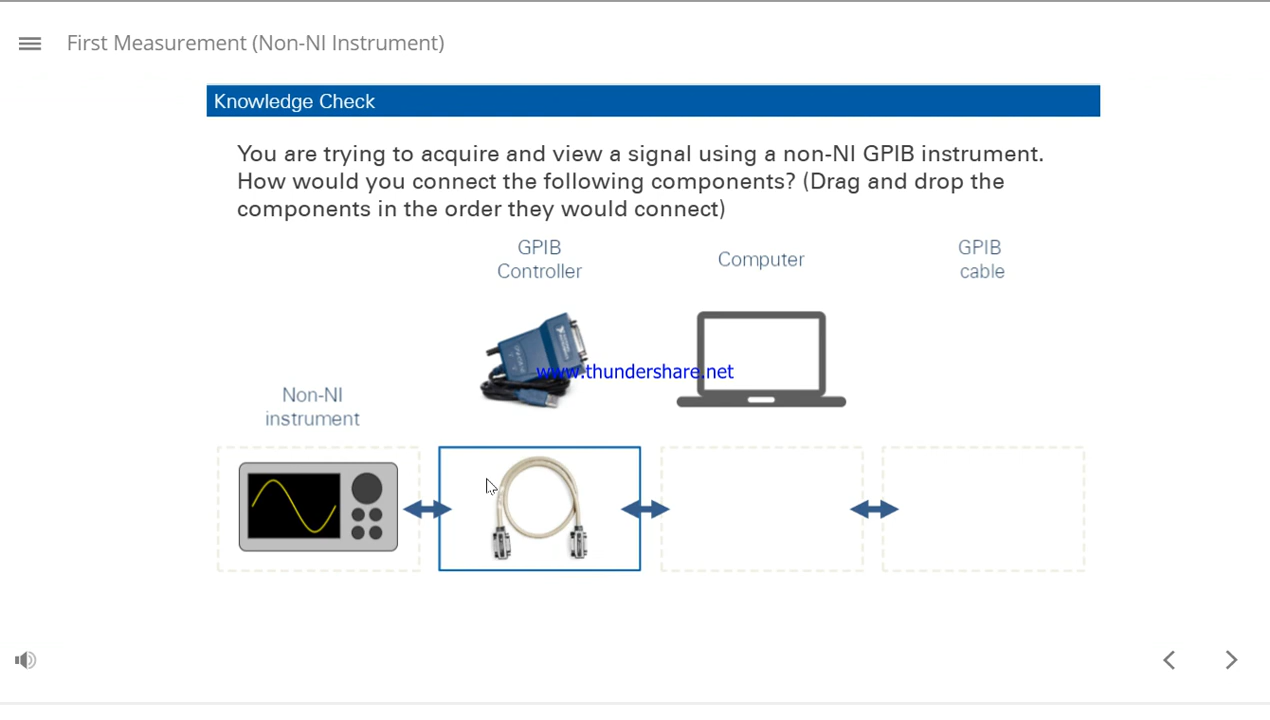 First Measurement (Non-NI Instrument)
Knowledge Check
You are trying to acquire and view a signal using a non-NI GPIB instrument.
How would you connect the following components? (Drag and drop the
components in the order they would connect)
GPIB
Controller
Computer
GPIB
cable
www.thundershare.net
Non-NI
instrument